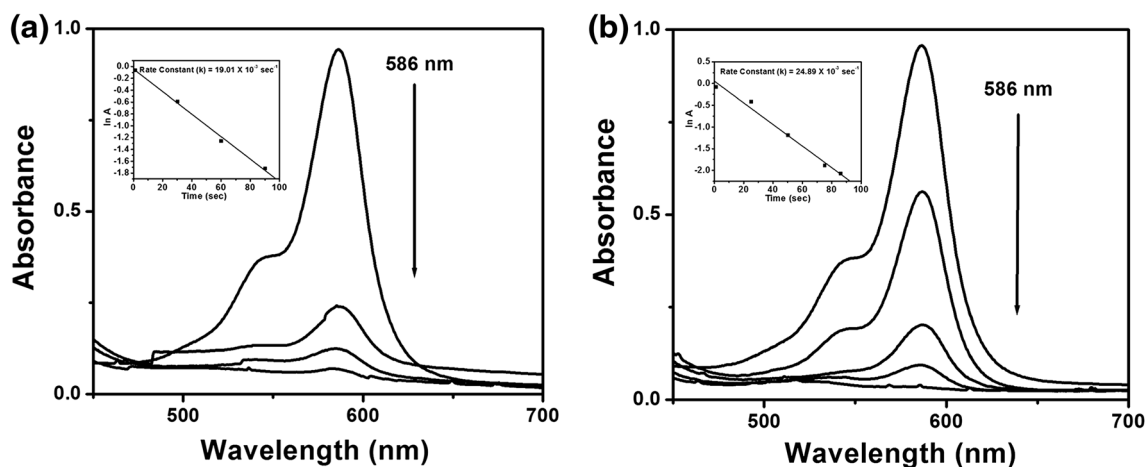 (a)
1.0
0.5
0.0
Absorbance
500
600
700
Wavelength (nm)
586 nm
Rate Constant (k) = 19.01 X 10⁻³ sec⁻¹
0.0
-0.2
-0.4
-0.6
-0.8
-1.0
-1.2
-1.4
-1.6
-1.8
ln A
0
20
40
60
80
100
Time (sec)
(b)
1.0
0.5
0.0
Absorbance
500
600
700
Wavelength (nm)
586 nm
Rate Constant (k) = 24.89 X 10⁻³ sec⁻¹
0.5
0.0
-0.5
-1.0
-1.5
-2.0
ln A
0
20
40
60
80
100
Time (sec)